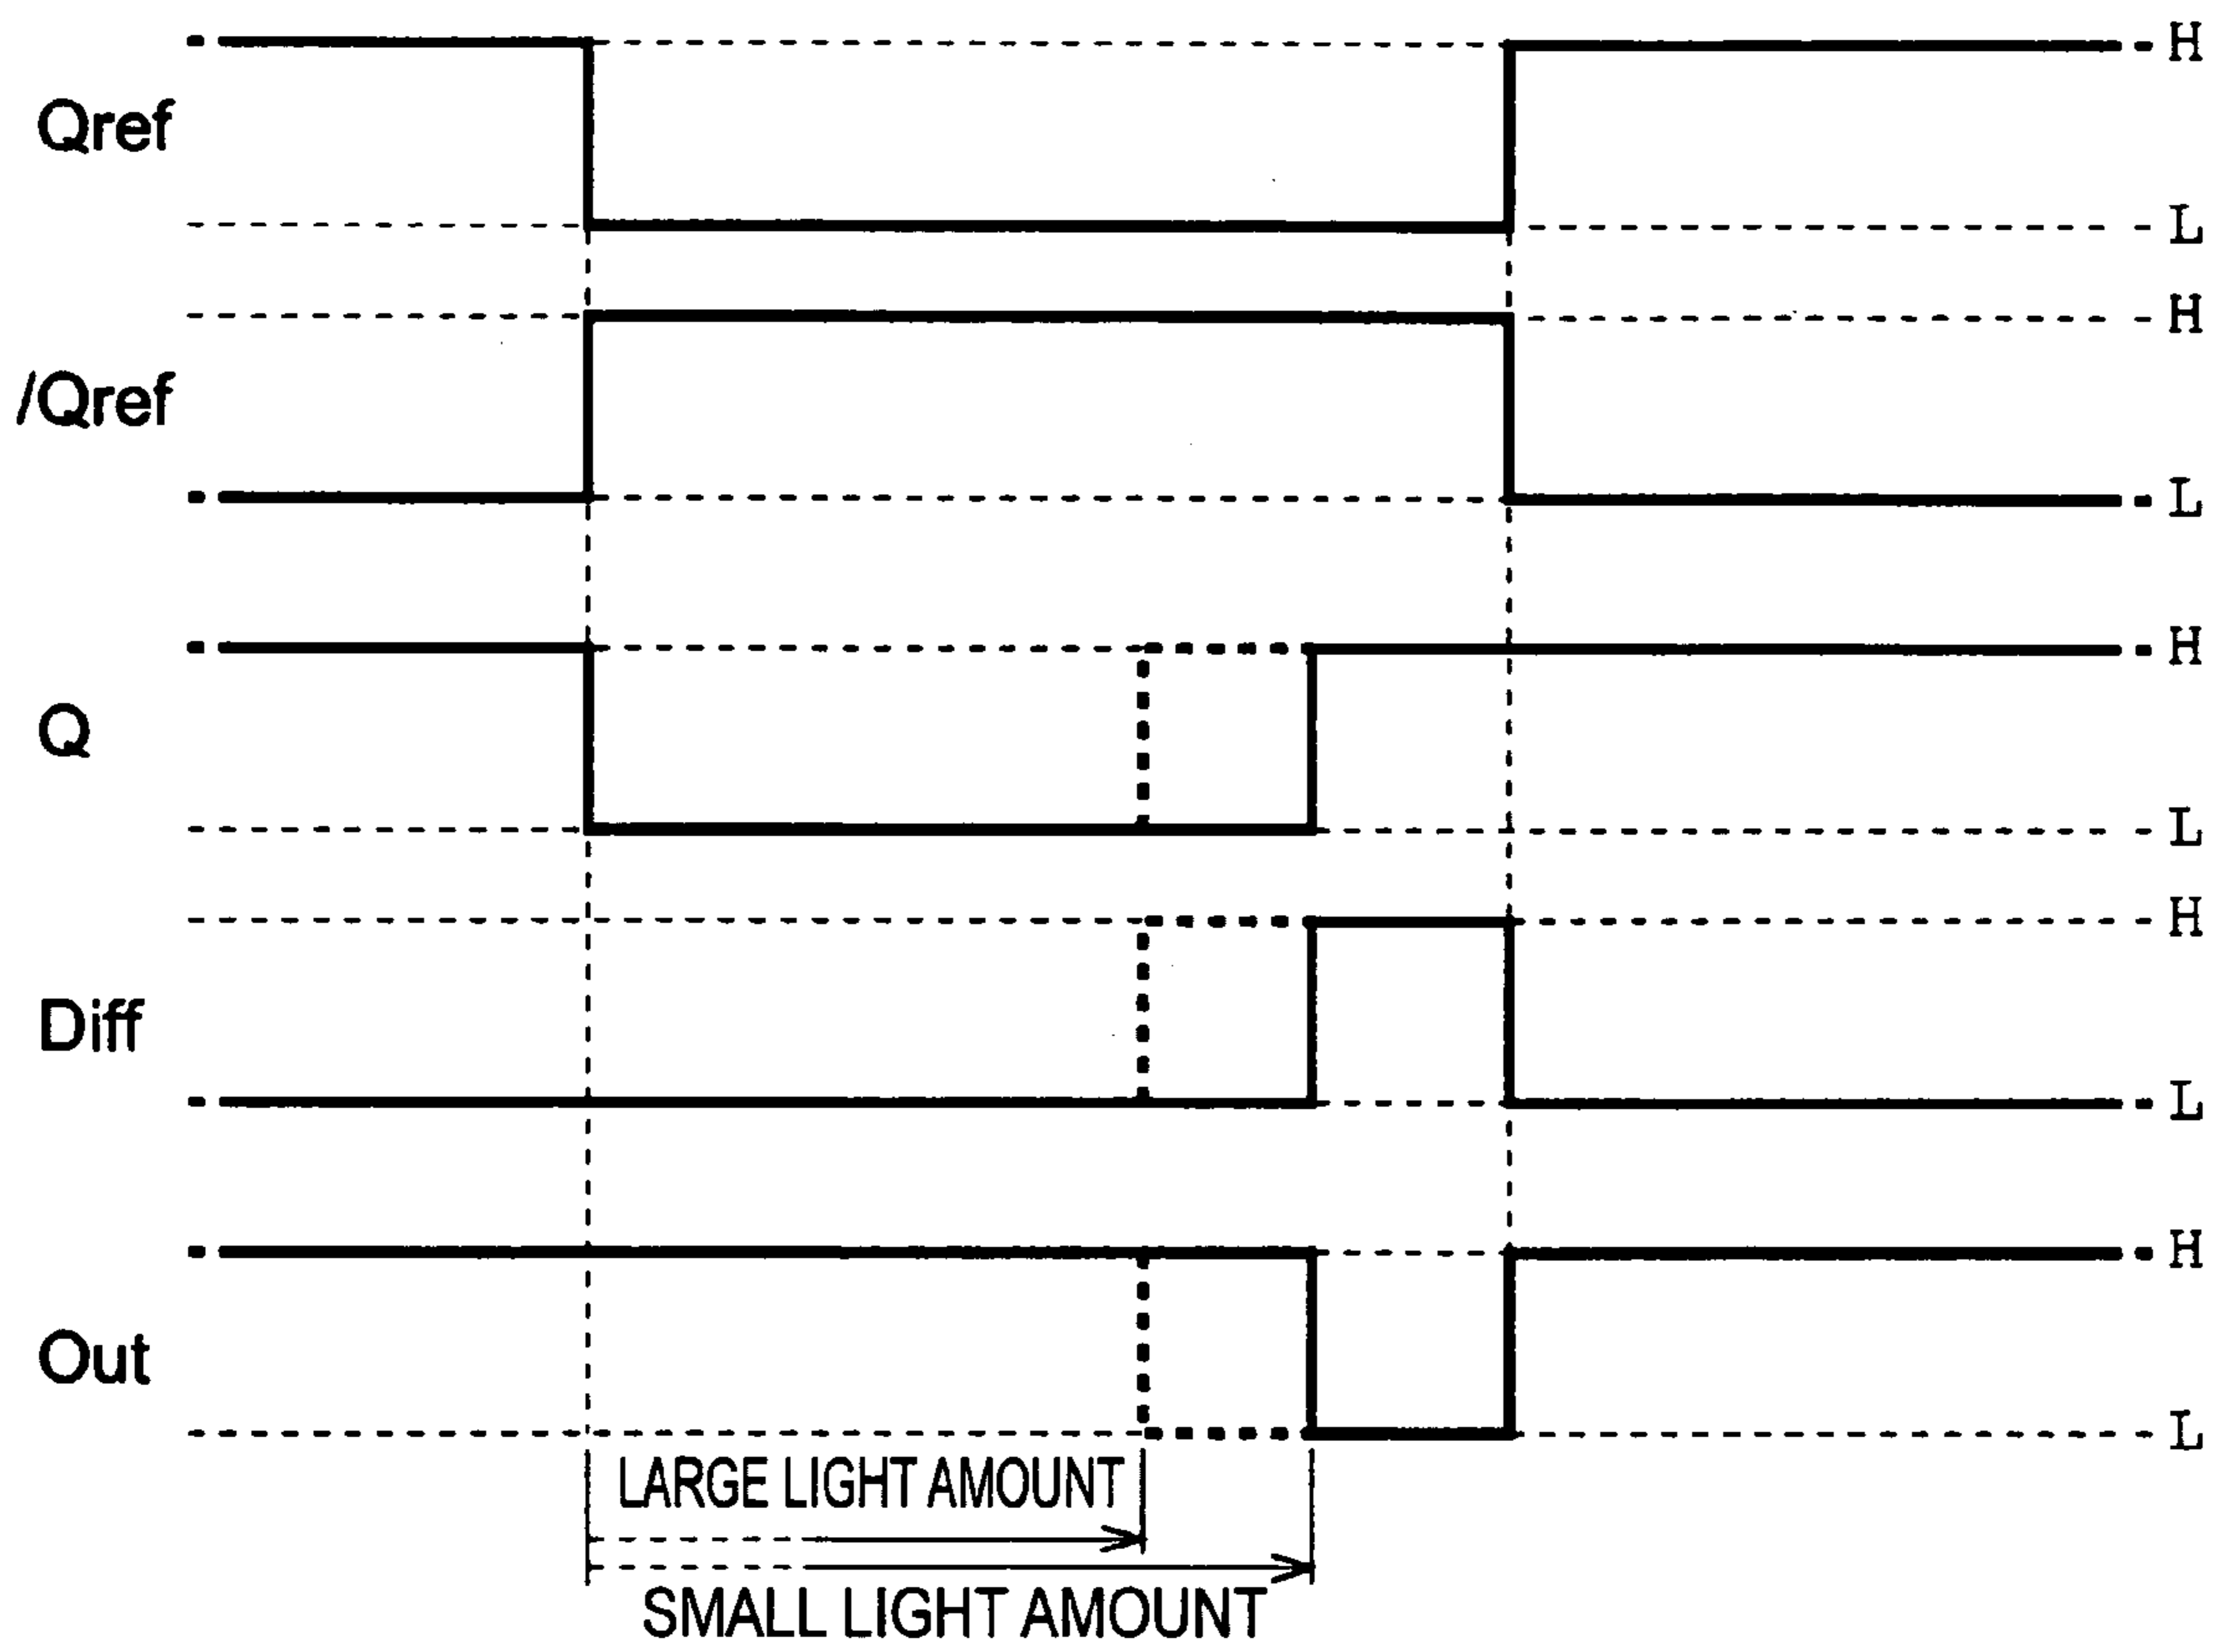 H
Qref
L
H
/Qref
L
H
Q
L
H
Diff
L
H
Out
L
LARGE LIGHT AMOUNT
SMALL LIGHT AMOUNT